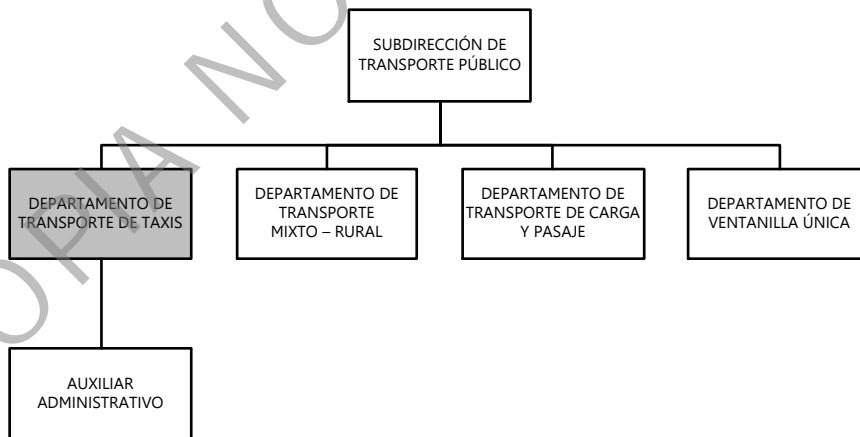 SUBDIRECCIÓN DE
TRANSPORTE PÚBLICO
DEPARTAMENTO DE
TRANSPORTE DE TAXIS
DEPARTAMENTO DE
TRANSPORTE
MIXTO – RURAL
DEPARTAMENTO DE
TRANSPORTE DE CARGA
Y PASAJE
DEPARTAMENTO DE
VENTANILLA ÚNICA
AUXILIAR
ADMINISTRATIVO